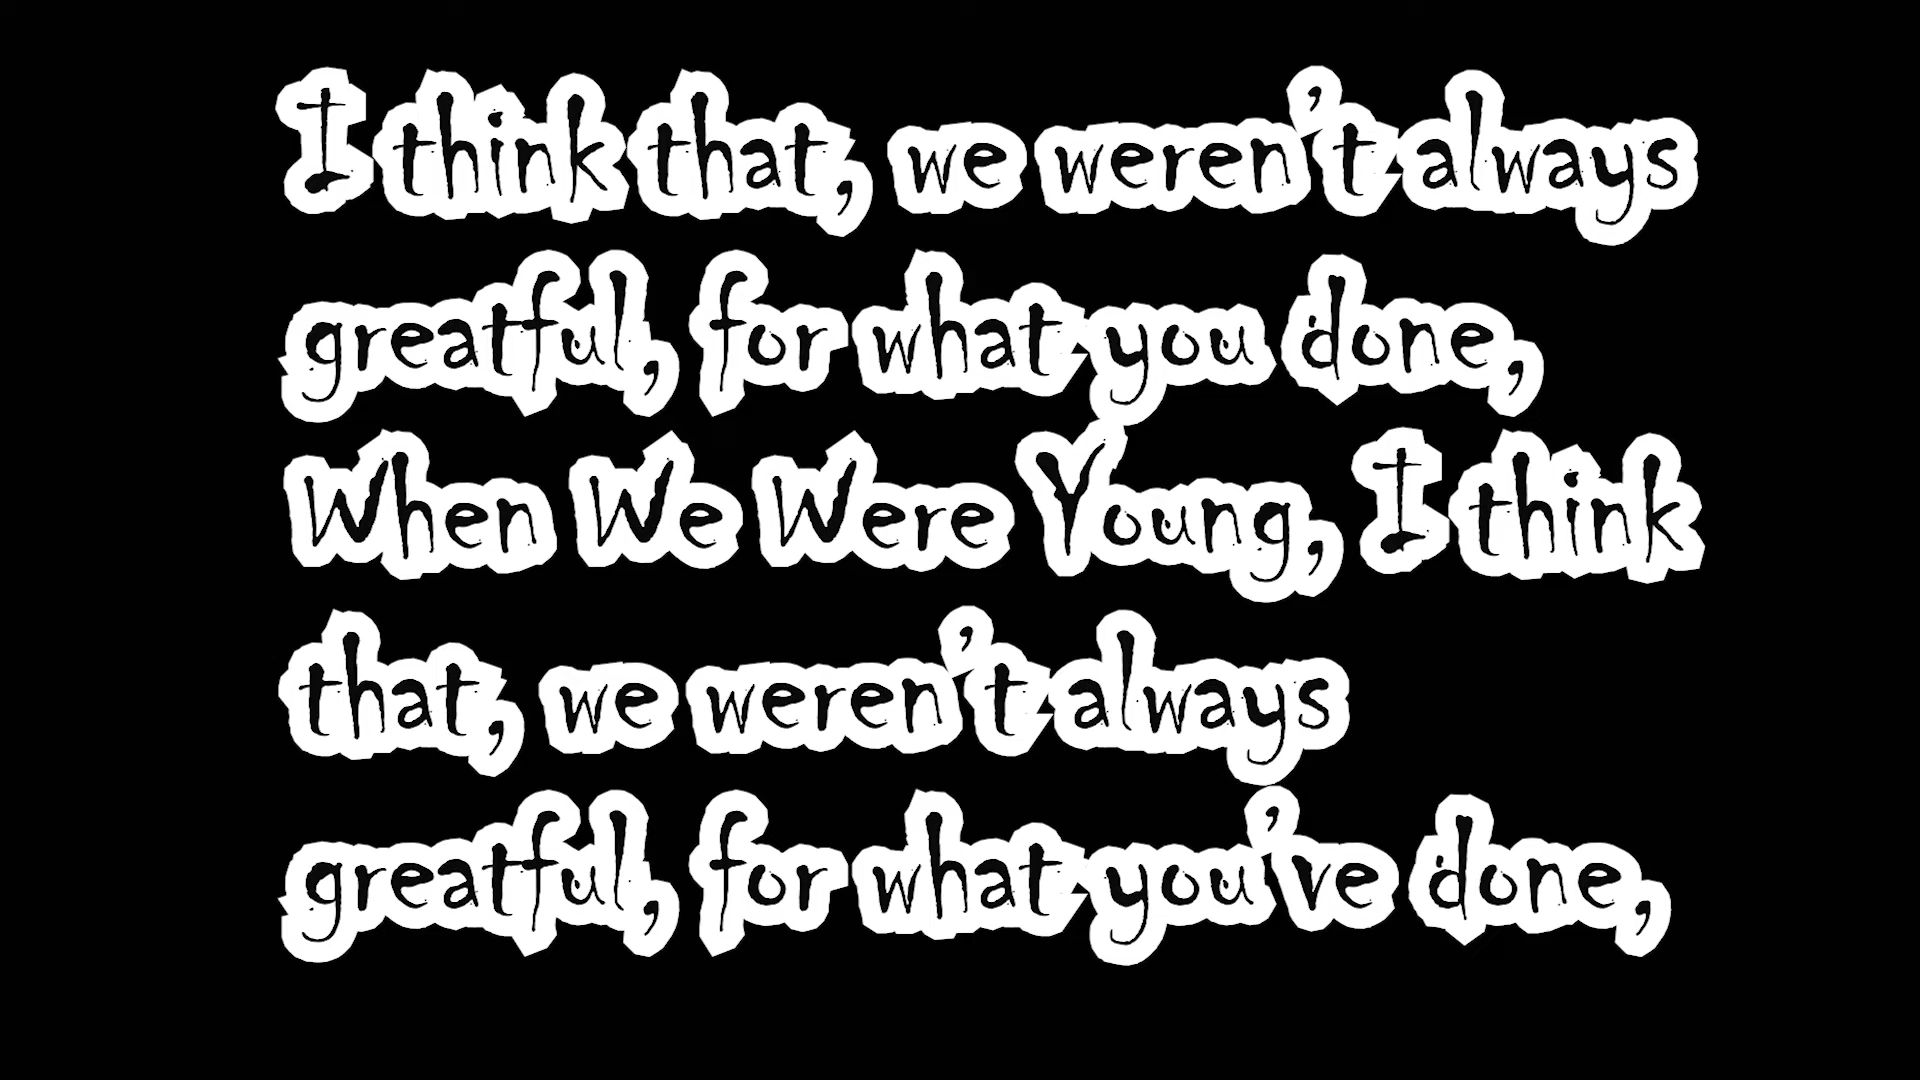 I think that, we weren't always
greatful, for what you done,
When We Were Young, I think
that, we weren't always
greatful, for what you've done,